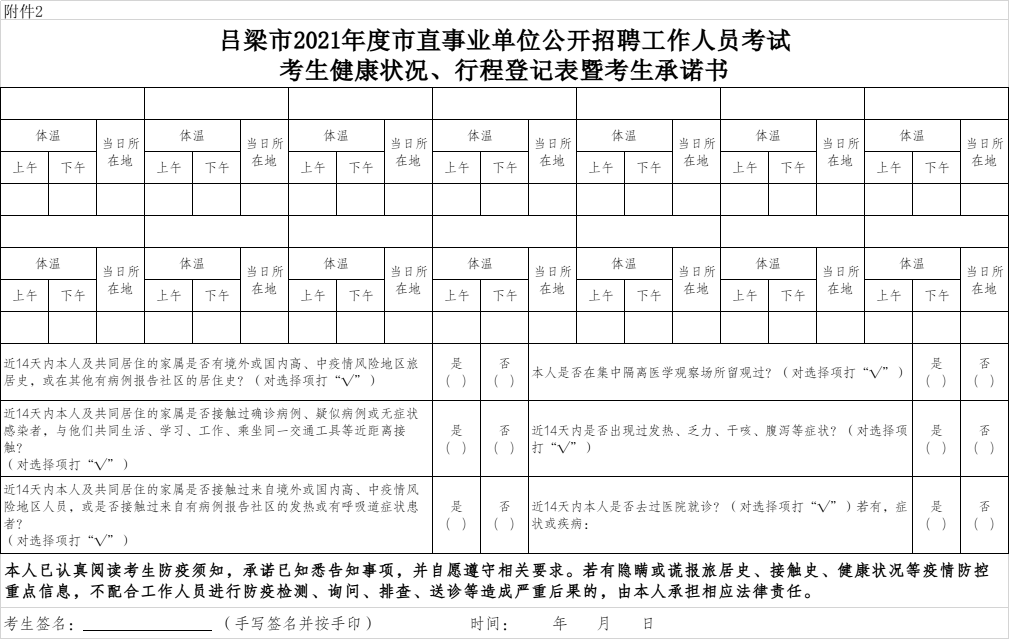 附件2
吕梁市2021年度市直事业单位公开招聘工作人员考试
考生健康状况、行程登记表暨考生承诺书
体温 当日所在地 体温 当日所在地 体温 当日所在地 体温 当日所在地 体温 当日所在地 体温 当日所在地 体温 当日所在地
上午 下午 上午 下午 上午 下午 上午 下午 上午 下午 上午 下午 上午 下午
体温 当日所在地 体温 当日所在地 体温 当日所在地 体温 当日所在地 体温 当日所在地 体温 当日所在地 体温 当日所在地
上午 下午 上午 下午 上午 下午 上午 下午 上午 下午 上午 下午 上午 下午
近14天内本人及共同居住的家属是否有境外或国内高、中疫情风险地区旅
居史，或在其他有病例报告社区的居住史？（对选择项打“√”）
是
（ ）
否
（ ）
本人是否在集中隔离医学观察场所留观过？（对选择项打“√”）
是
（ ）
否
（ ）
近14天内本人及共同居住的家属是否接触过确诊病例、疑似病例或无症状
感染者，与他们共同生活、学习、工作、乘坐同一交通工具等近距离接
触？
（对选择项打“√”）
是
（ ）
否
（ ）
近14天内是否出现过发热、乏力、干咳、腹泻等症状？（对选择项
打“√”）
是
（ ）
否
（ ）
近14天内本人及共同居住的家属是否接触过来自境外或国内高、中疫情风
险地区人员，或是否接触过来自有病例报告社区的发热或有呼吸道症状患
者？
（对选择项打“√”）
是
（ ）
否
（ ）
近14天内本人是否去过医院就诊？（对选择项打“√”）若有，症
状或疾病：
是
（ ）
否
（ ）
本人已认真阅读考生防疫须知，承诺已知悉告知事项，并自愿遵守相关要求。若有隐瞒或谎报旅居史、接触史、健康状况等疫情防控
重点信息，不配合工作人员进行防疫检测、询问、排查、送诊等造成严重后果的，由本人承担相应法律责任。
考生签名：＿＿＿＿＿＿（手写签名并按手印） 时间： 年 月 日